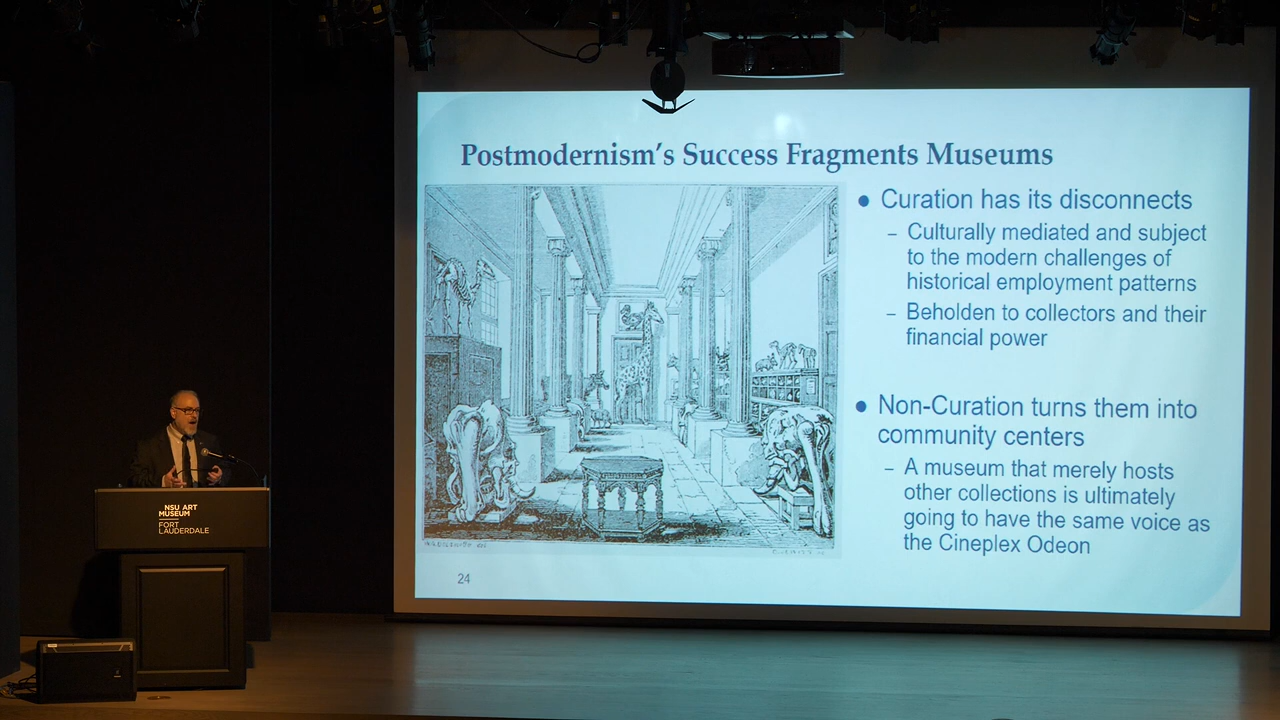 Postmodernism's Success Fragments Museums
● Curation has its disconnects
– Culturally mediated and subject
to the modern challenges of
historical employment patterns
– Beholden to collectors and their
financial power
● Non-Curation turns them into
community centers
– A museum that merely hosts
other collections is ultimately
going to have the same voice as
the Cineplex Odeon
24
NSU ART
MUSEUM
FORT
LAUDERDALE